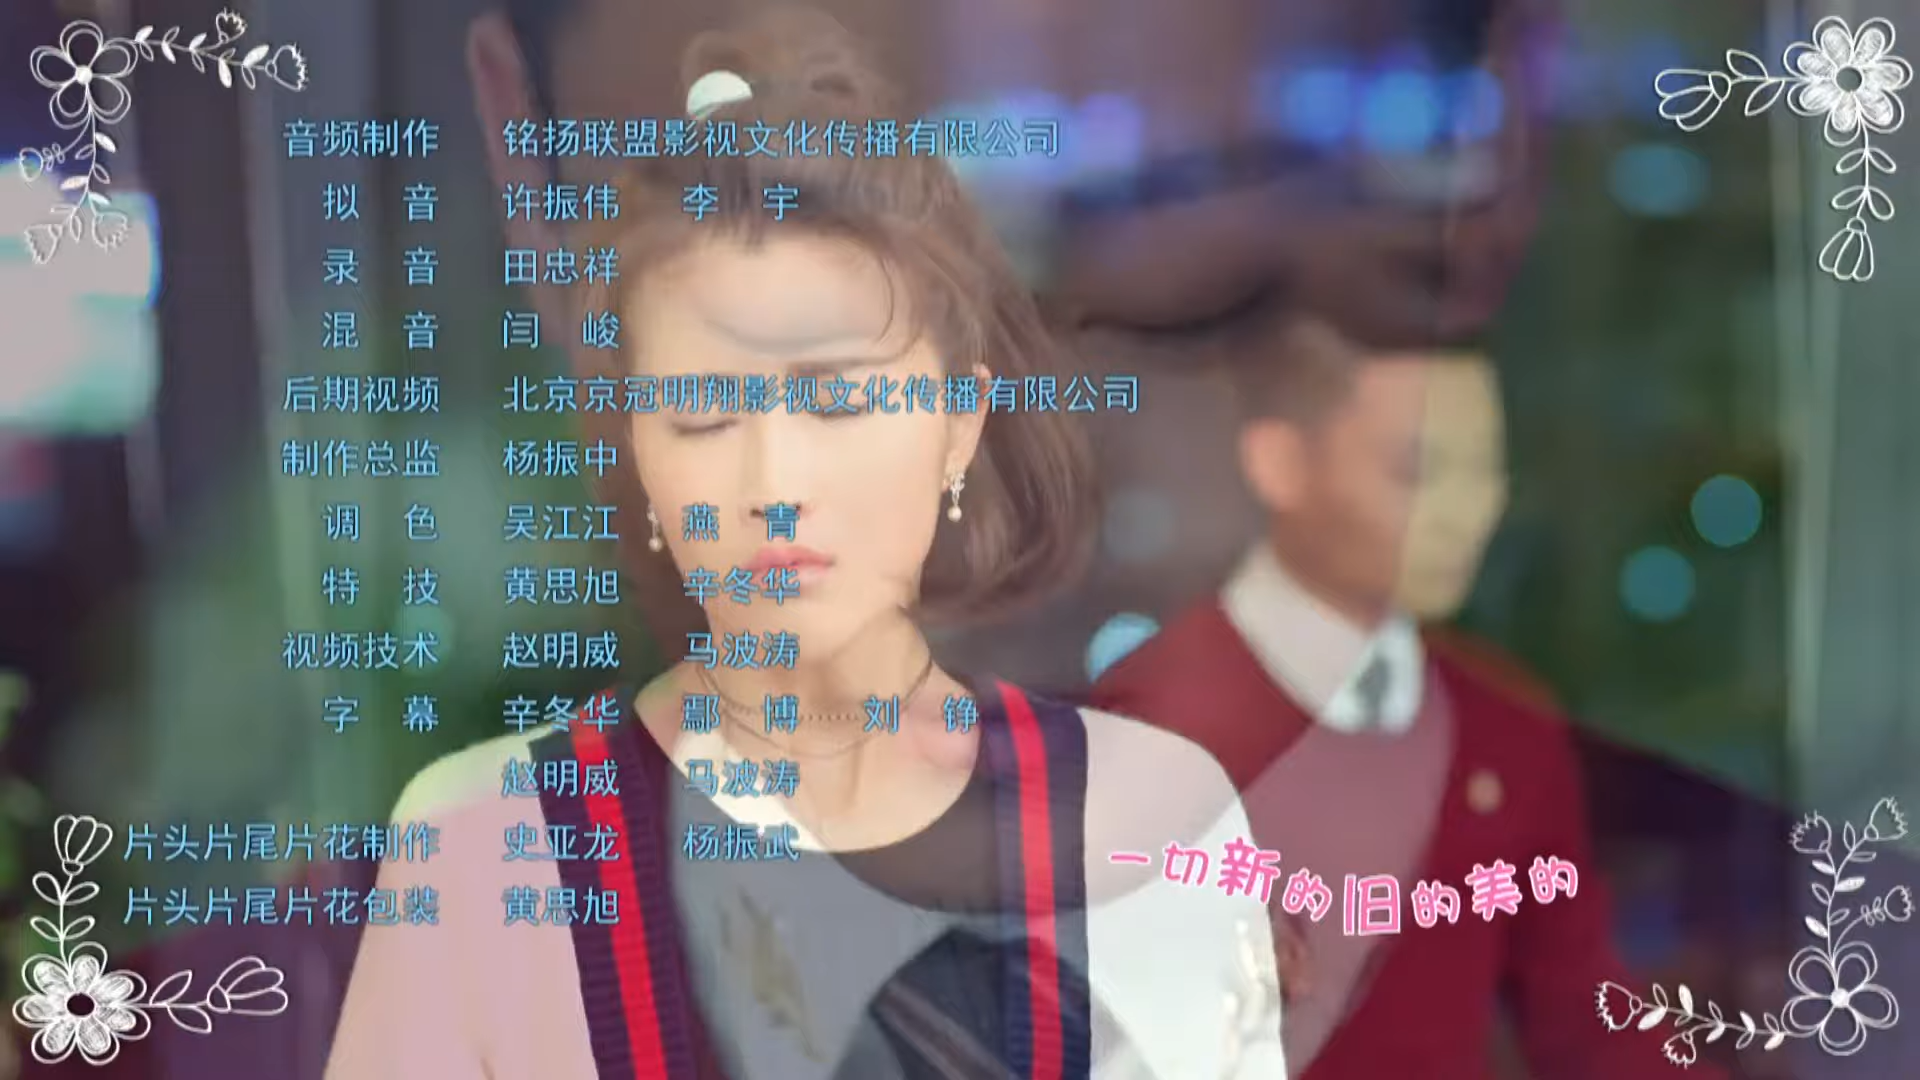 音频制作 铭扬联盟影视文化传播有限公司
拟 音 许振伟 李 宇
录 音 田忠祥
混 音 闫 峻
后期视频 北京京冠明翔影视文化传播有限公司
制作总监 杨振中
调 色 吴江江 燕 青
特 技 黄思旭 辛冬华
视频技术 赵明威 马波涛
字 幕 辛冬华 鄢 博 刘 铮
赵明威 马波涛
片头片尾片花制作 史亚龙 杨振武
一切新的旧的美的
片头片尾片花包装 黄思旭